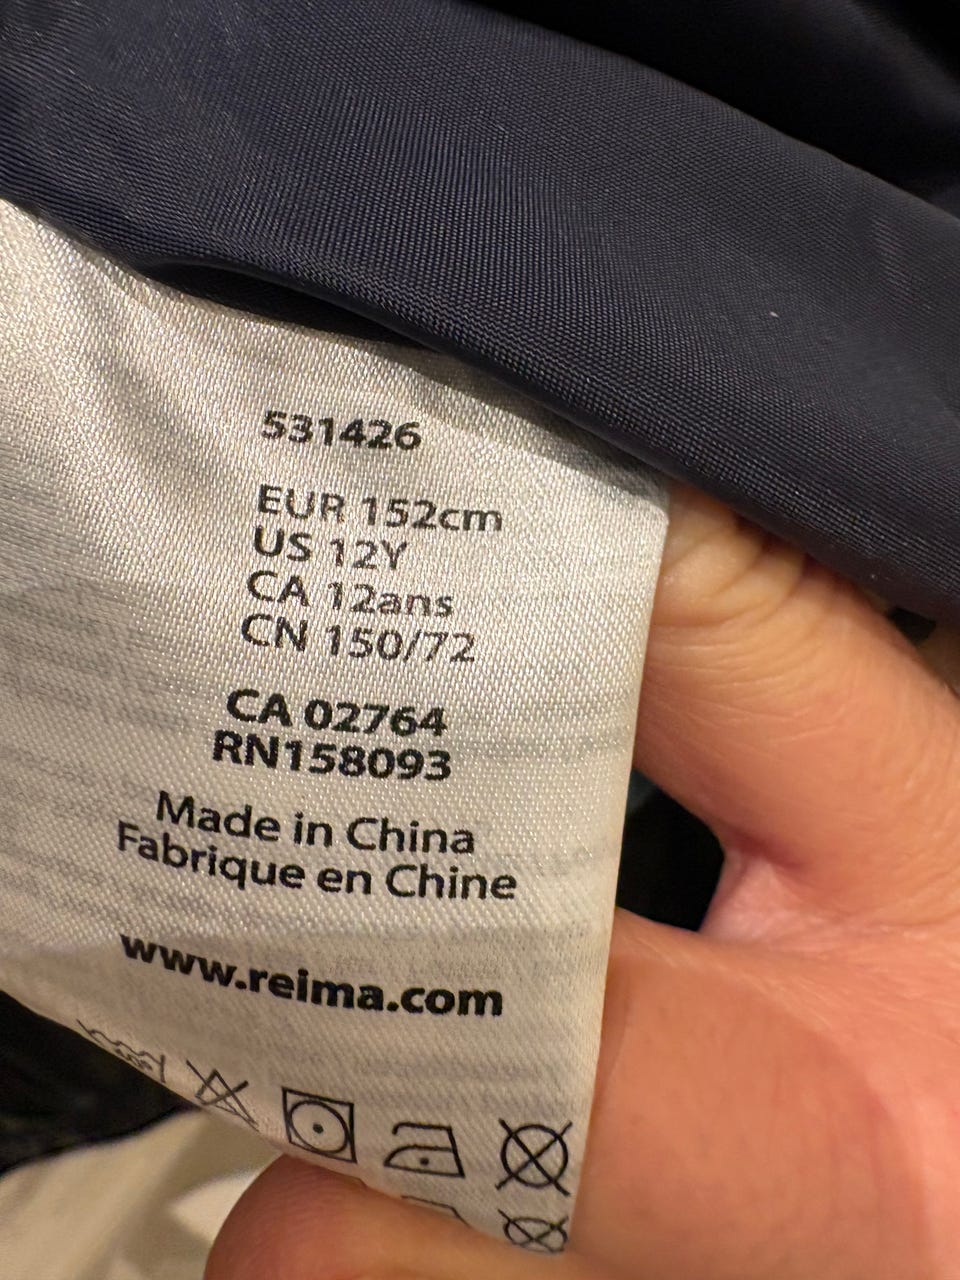 531426
EUR 152cm
US 12Y
CA 12ans
CN 150/72
CA 02764
RN158093
Made in China
Fabrique en Chine
www.reima.com